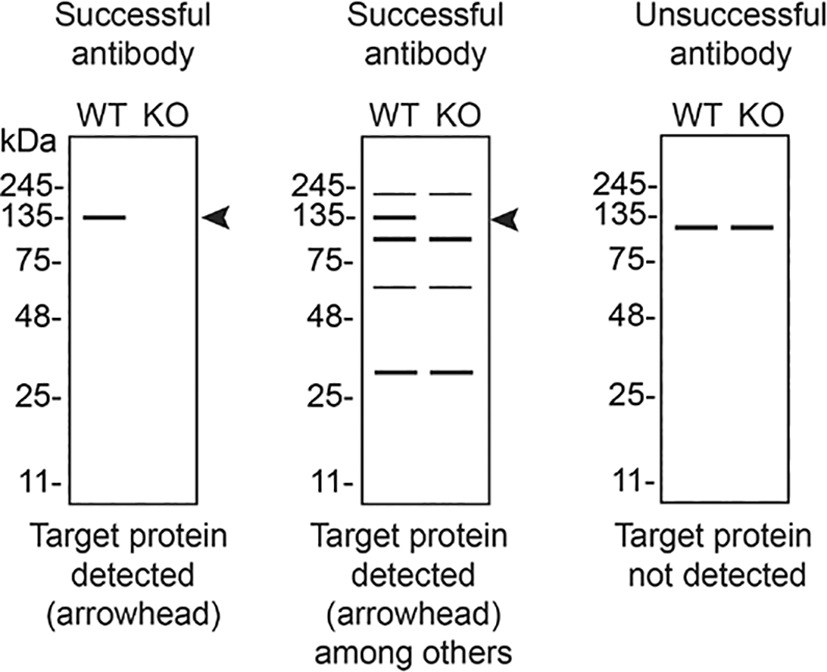 Successful
antibody
WT KO
kDa
245-
135-
75-
48-
25-
11-
Target protein
detected
(arrowhead)
Successful
antibody
WT KO
245-
135-
75-
48-
25-
11-
Target protein
detected
(arrowhead)
among others
Unsuccessful
antibody
WT KO
245-
135-
75-
48-
25-
11-
Target protein
not detected